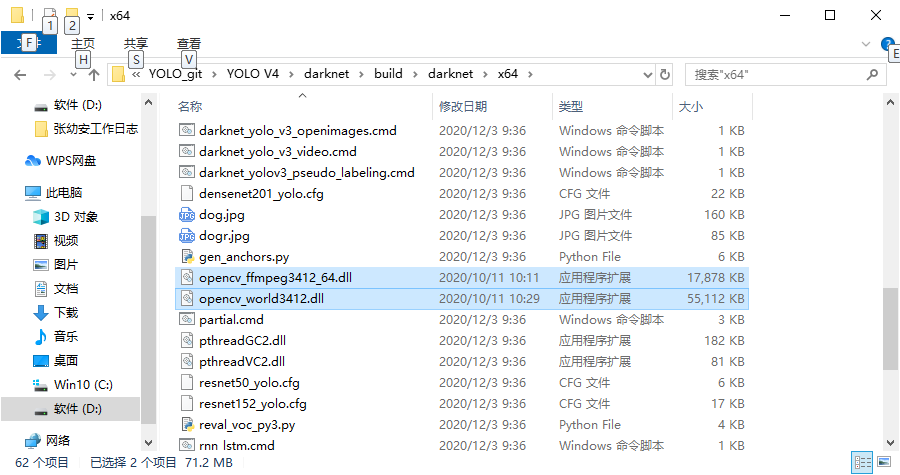 x64
1
2
文件
F
主页
H
共享
S
查看
V
E
« YOLO_git > YOLO V4 > darknet > build > darknet > x64 >
搜索"x64"
软件 (D:)
张幼安工作日志
WPS网盘
此电脑
3D 对象
视频
图片
文档
下载
音乐
桌面
Win10 (C:)
软件 (D:)
网络
名称 修改日期 类型 大小
darknet_yolo_v3_openimages.cmd 2020/12/3 9:36 Windows 命令脚本 1 KB
darknet_yolo_v3_video.cmd 2020/12/3 9:36 Windows 命令脚本 1 KB
darknet_yolov3_pseudo_labeling.cmd 2020/12/3 9:36 Windows 命令脚本 1 KB
densenet201_yolo.cfg 2020/12/3 9:36 CFG 文件 22 KB
dog.jpg 2020/12/3 9:36 JPG 图片文件 160 KB
dogr.jpg 2020/12/3 9:36 JPG 图片文件 85 KB
gen_anchors.py 2020/12/3 9:36 Python File 6 KB
opencv_ffmpeg3412_64.dll 2020/10/11 10:11 应用程序扩展 17,878 KB
opencv_world3412.dll 2020/10/11 10:29 应用程序扩展 55,112 KB
partial.cmd 2020/12/3 9:36 Windows 命令脚本 3 KB
pthreadGC2.dll 2020/12/3 9:36 应用程序扩展 182 KB
pthreadVC2.dll 2020/12/3 9:36 应用程序扩展 81 KB
resnet50_yolo.cfg 2020/12/3 9:36 CFG 文件 6 KB
resnet152_yolo.cfg 2020/12/3 9:36 CFG 文件 17 KB
reval_voc_py3.py 2020/12/3 9:36 Python File 4 KB
rnn_lstm.cmd 2020/12/3 9:36 Windows 命令脚本 1 KB
62 个项目 已选择 2 个项目 71.2 MB